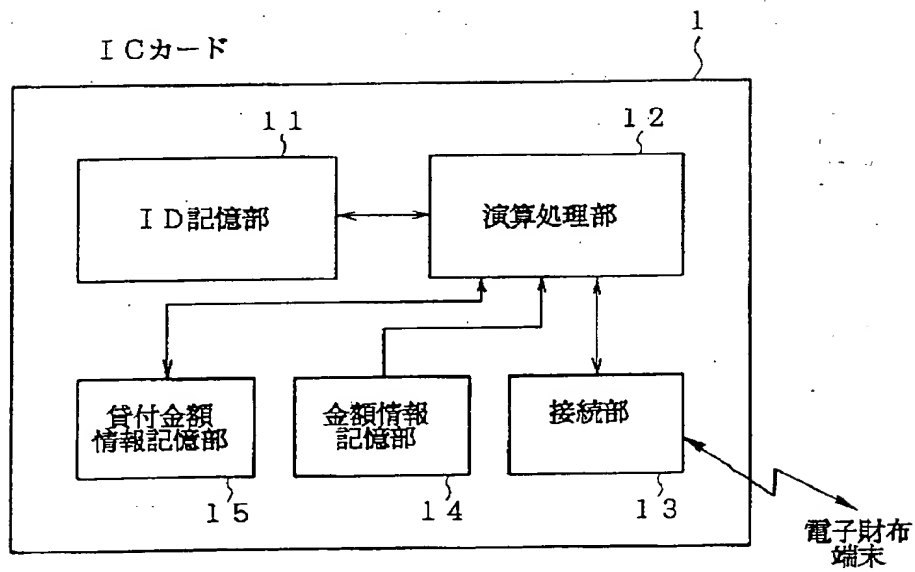 ICカード
1
11
12
ID記憶部
演算処理部
貸付金額
情報記憶部
金額情報
記憶部
接続部
15
14
13
電子財布
端末